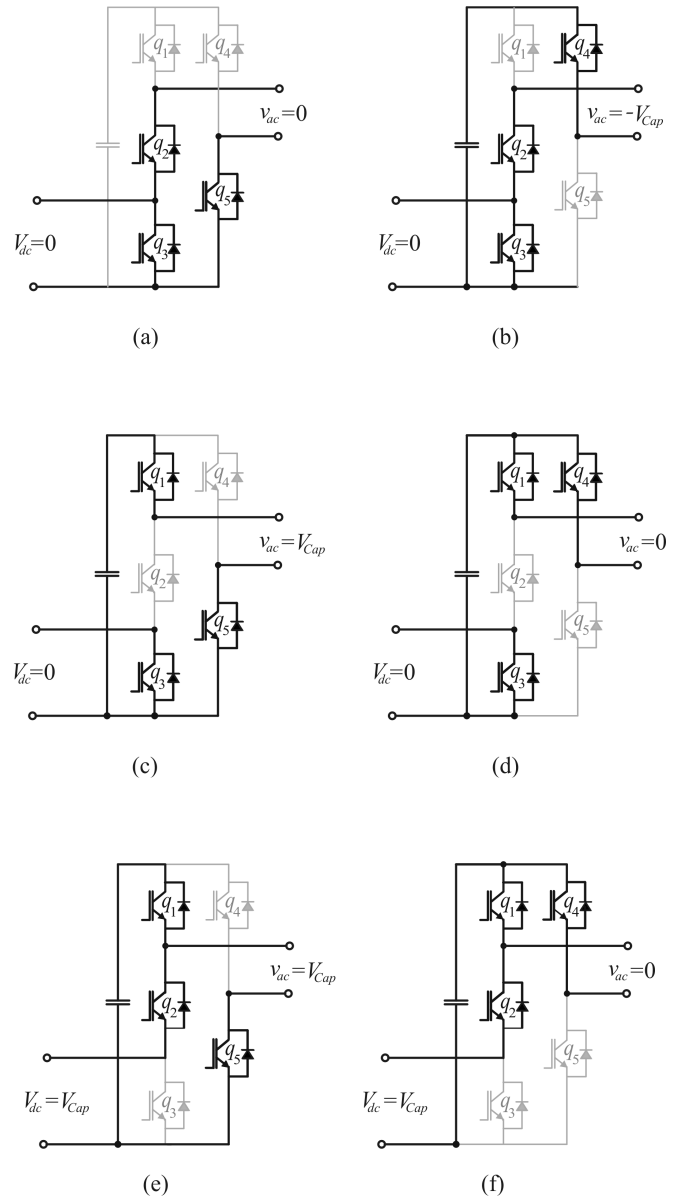 q1 q4
vac=0
q2
q5
Vdc=0
q3
(a)
q1 q4
vac=-VCap
q2
q5
Vdc=0
q3
(b)
q1 q4
vac=VCap
q2
q5
Vdc=0
q3
(c)
q1 q4
vac=0
q2
q5
Vdc=0
q3
(d)
q1 q4
vac=VCap
q2
q5
Vdc=VCap
q3
(e)
q1 q4
vac=0
q2
q5
Vdc=VCap
q3
(f)